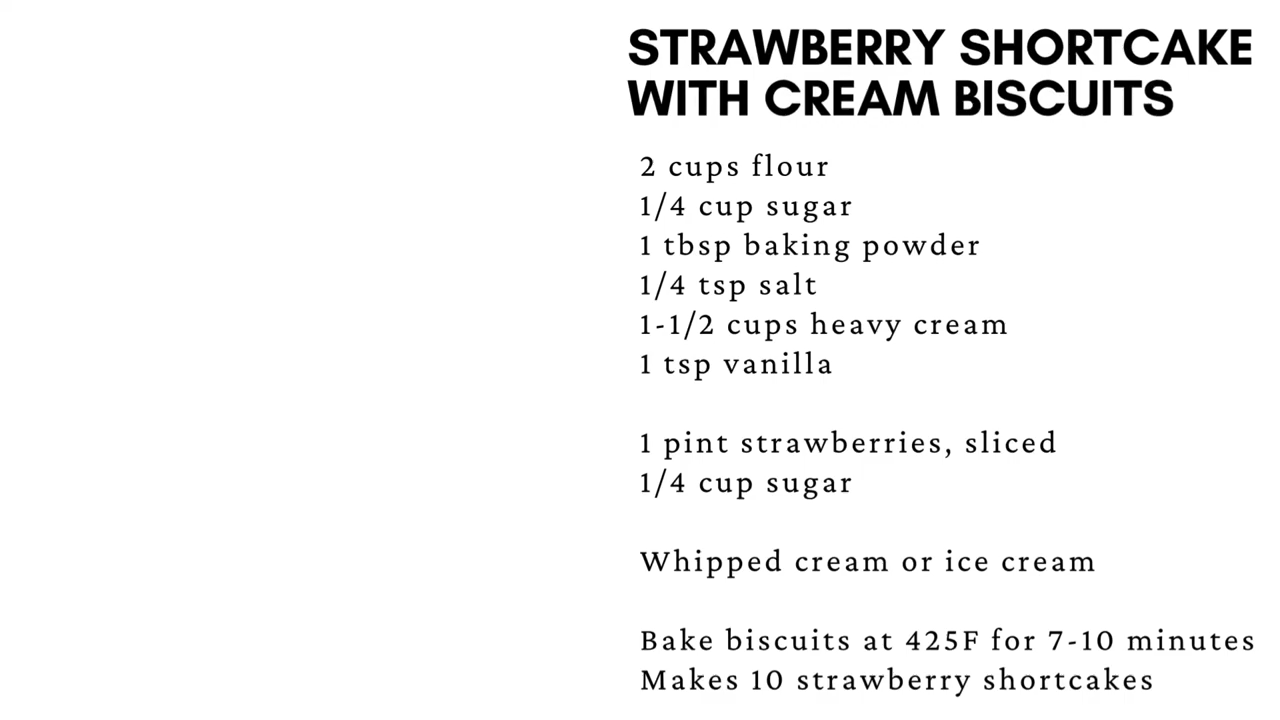 STRAWBERRY SHORTCAKE
WITH CREAM BISCUITS
2 cups flour
1/4 cup sugar
1 tbsp baking powder
1/4 tsp salt
1-1/2 cups heavy cream
1 tsp vanilla
1 pint strawberries, sliced
1/4 cup sugar
Whipped cream or ice cream
Bake biscuits at 425F for 7-10 minutes
Makes 10 strawberry shortcakes